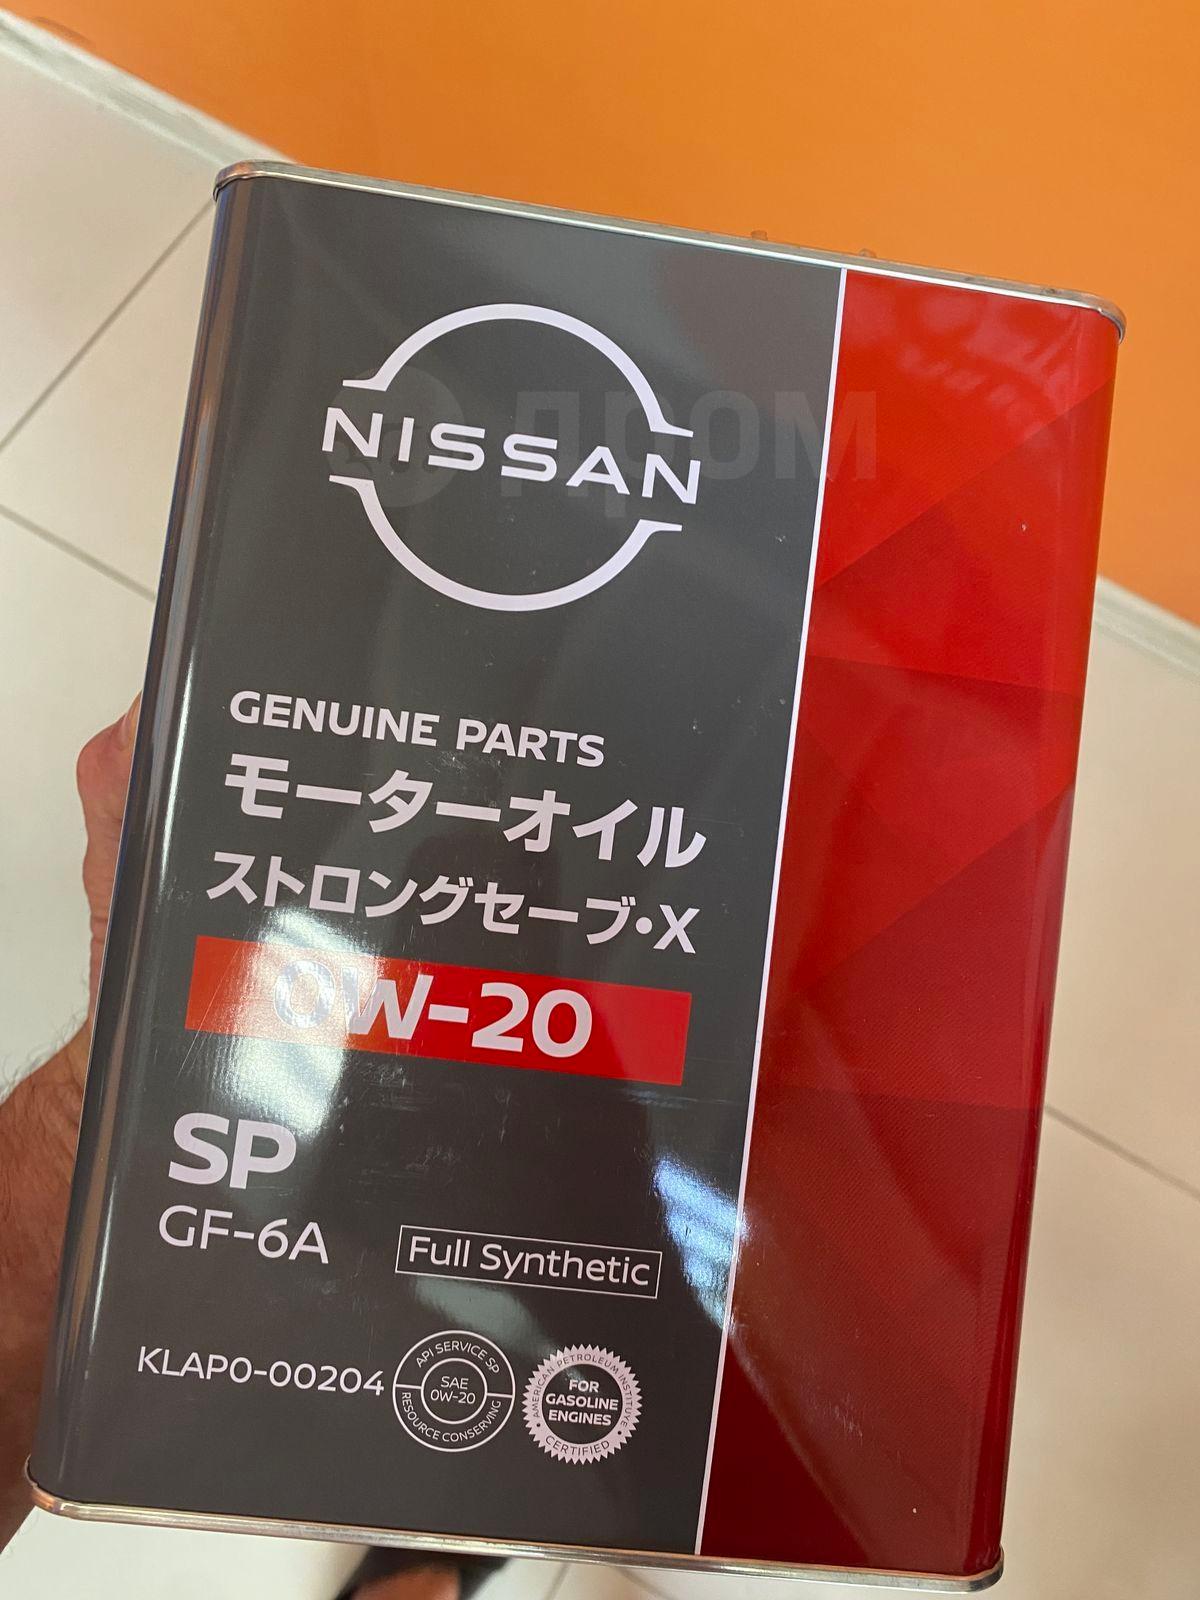 NISSAN
дром
GENUINE PARTS
モーターオイル
ストロングセーブ・X
0W-20
SP
GF-6A
Full Synthetic
KLAP0-00204
API SERVICE SP
SAE
0W-20
RESOURCE CONSERVING
AMERICAN PETROLEUM INSTITUTE
FOR
GASOLINE
ENGINES
CERTIFIED